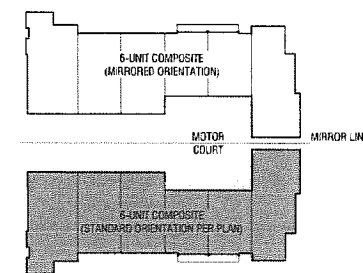 6-UNIT COMPOSITE
(MIRRORED ORIENTATION)
MOTOR
COURT
MIRROR LIN
6-UNIT COMPOSITE
(STANDARD ORIENTATION PER PLAN)